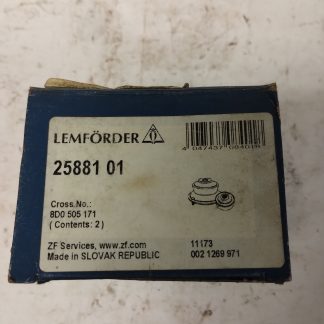 LEMFÖRDER
25881 01
Cross.No.:
8D0 505 171
( Contents: 2 )
ZF Services, www.zf.com
Made in SLOVAK REPUBLIC
11173
002 1269 971